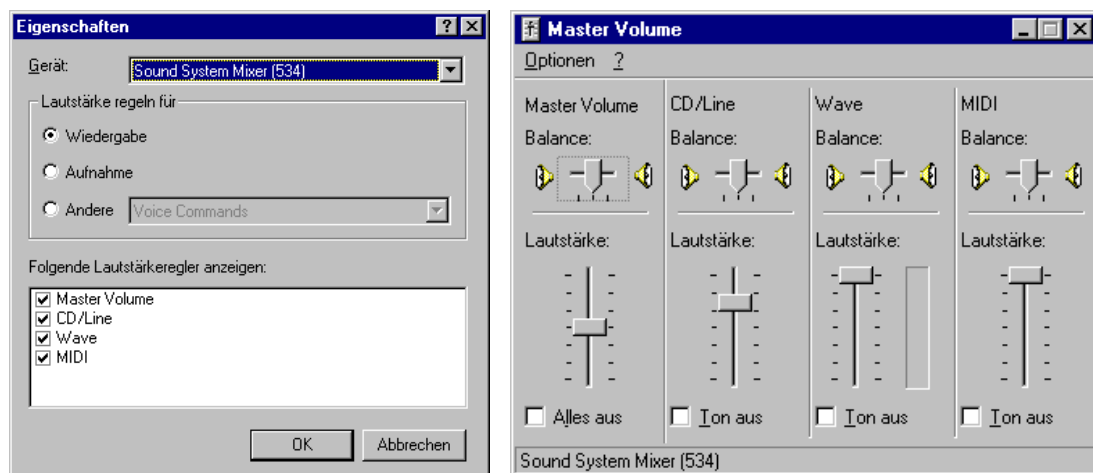 Eigenschaften
Gerät: Sound System Mixer (534)
Lautstärke regeln für
Wiedergabe
Aufnahme
Andere Voice Commands
Folgende Lautstärkeregler anzeigen:
Master Volume
CD/Line
Wave
MIDI
OK Abbrechen
Master Volume
Optionen ?
Master Volume CD/Line Wave MIDI
Balance: Balance: Balance: Balance:
Lautstärke: Lautstärke: Lautstärke: Lautstärke:
Alles aus Ton aus Ton aus Ton aus
Sound System Mixer (534)